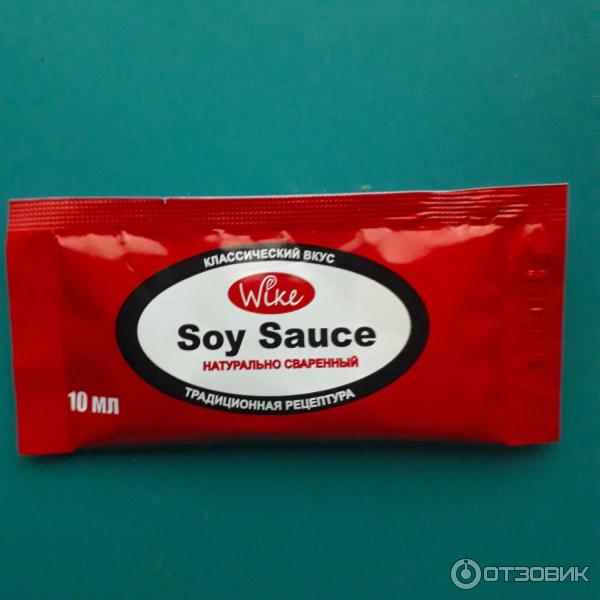 КЛАССИЧЕСКИЙ ВКУС
Wike
Soy Sauce
НАТУРАЛЬНО СВАРЕННЫЙ
ТРАДИЦИОННАЯ РЕЦЕПТУРА
10 МЛ
ОТЗОВИК